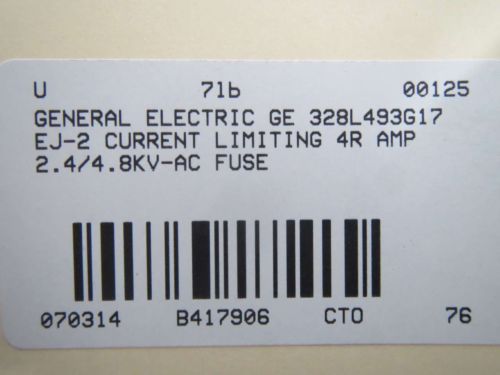 U 7lb 00125
GENERAL ELECTRIC GE 328L493G17
EJ-2 CURRENT LIMITING 4R AMP
2.4/4.8KV-AC FUSE
070314 B417906 CTO 76